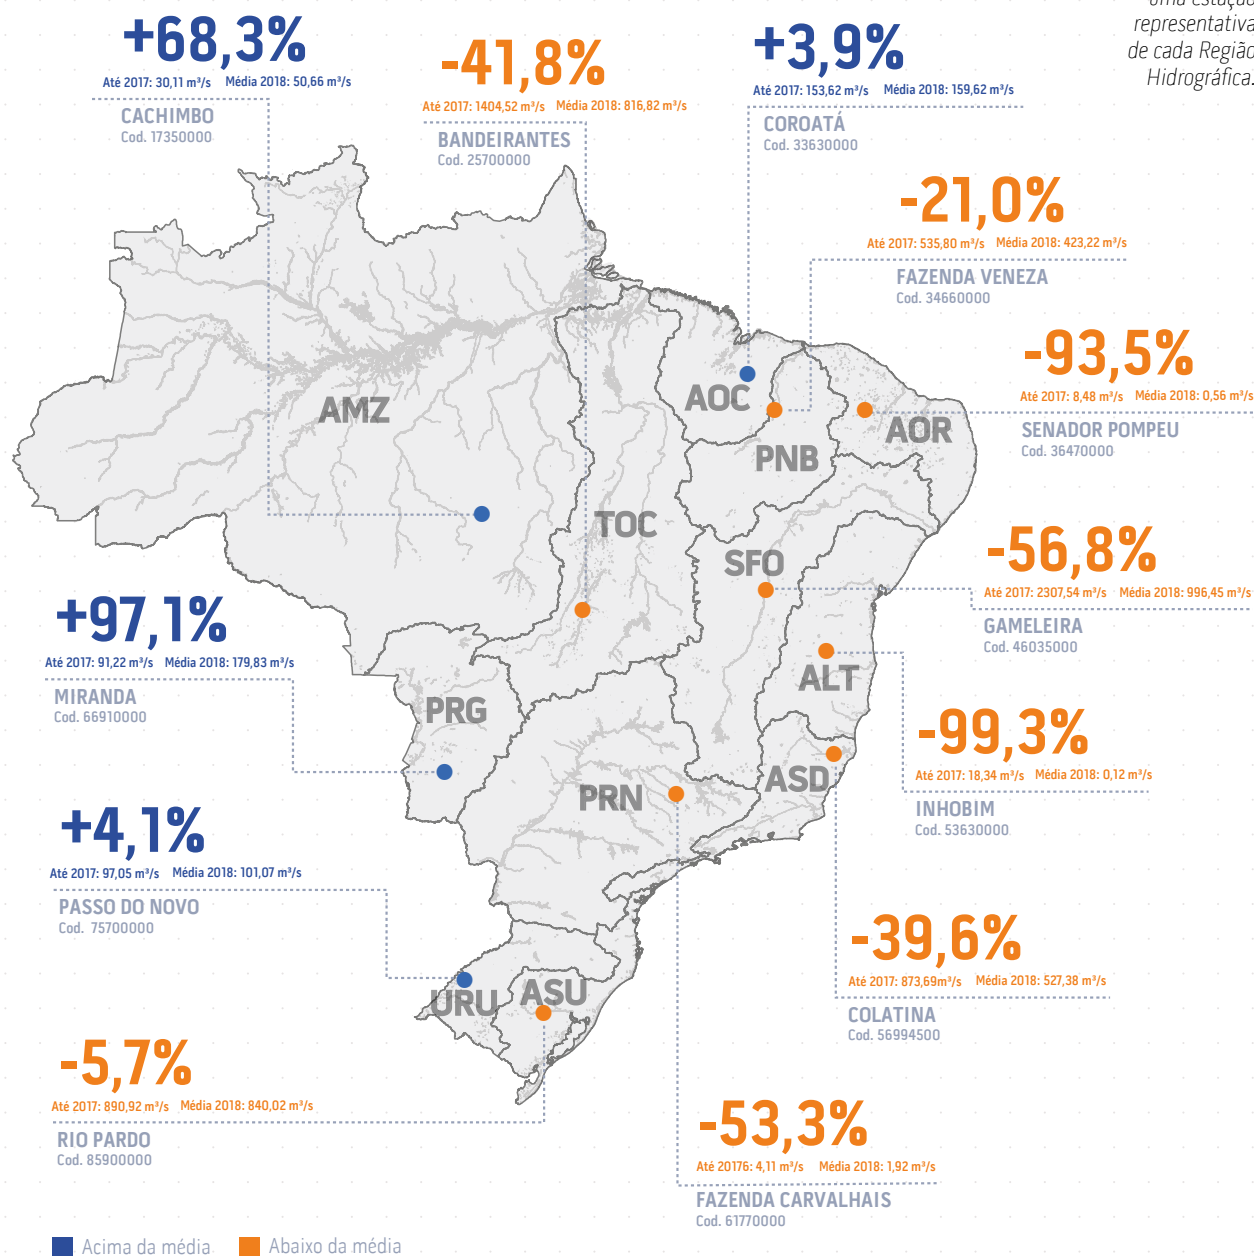 uma estação
representativa
de cada Região
Hidrográfica.
+68,3%
Até 2017: 30,11 m³/s Média 2018: 50,66 m³/s
CACHIMBO
Cod. 17350000
-41,8%
Até 2017: 1404,52 m³/s Média 2018: 816,82 m³/s
BANDEIRANTES
Cod. 25700000
+3,9%
Até 2017: 153,62 m³/s Média 2018: 159,62 m³/s
COROATÁ
Cod. 33630000
-21,0%
Até 2017: 535,80 m³/s Média 2018: 423,22 m³/s
FAZENDA VENEZA
Cod. 34660000
-93,5%
Até 2017: 8,48 m³/s Média 2018: 0,56 m³/s
SENADOR POMPEU
Cod. 36470000
AMZ
AOC
AOR
PNB
TOC
SFO
-56,8%
Até 2017: 2307,54 m³/s Média 2018: 996,45 m³/s
GAMELEIRA
Cod. 46035000
+97,1%
Até 2017: 91,22 m³/s Média 2018: 179,83 m³/s
MIRANDA
Cod. 66910000
ALT
PRG
-99,3%
Até 2017: 18,34 m³/s Média 2018: 0,12 m³/s
INHOBIM
Cod. 53630000
ASD
PRN
+4,1%
Até 2017: 97,05 m³/s Média 2018: 101,07 m³/s
PASSO DO NOVO
Cod. 75700000
-39,6%
Até 2017: 873,69m³/s Média 2018: 527,38 m³/s
COLATINA
Cod. 56994500
URU
ASU
-5,7%
Até 2017: 890,92 m³/s Média 2018: 840,02 m³/s
RIO PARDO
Cod. 85900000
-53,3%
Até 20176: 4,11 m³/s Média 2018: 1,92 m³/s
FAZENDA CARVALHAIS
Cod. 61770000
Acima da média Abaixo da média